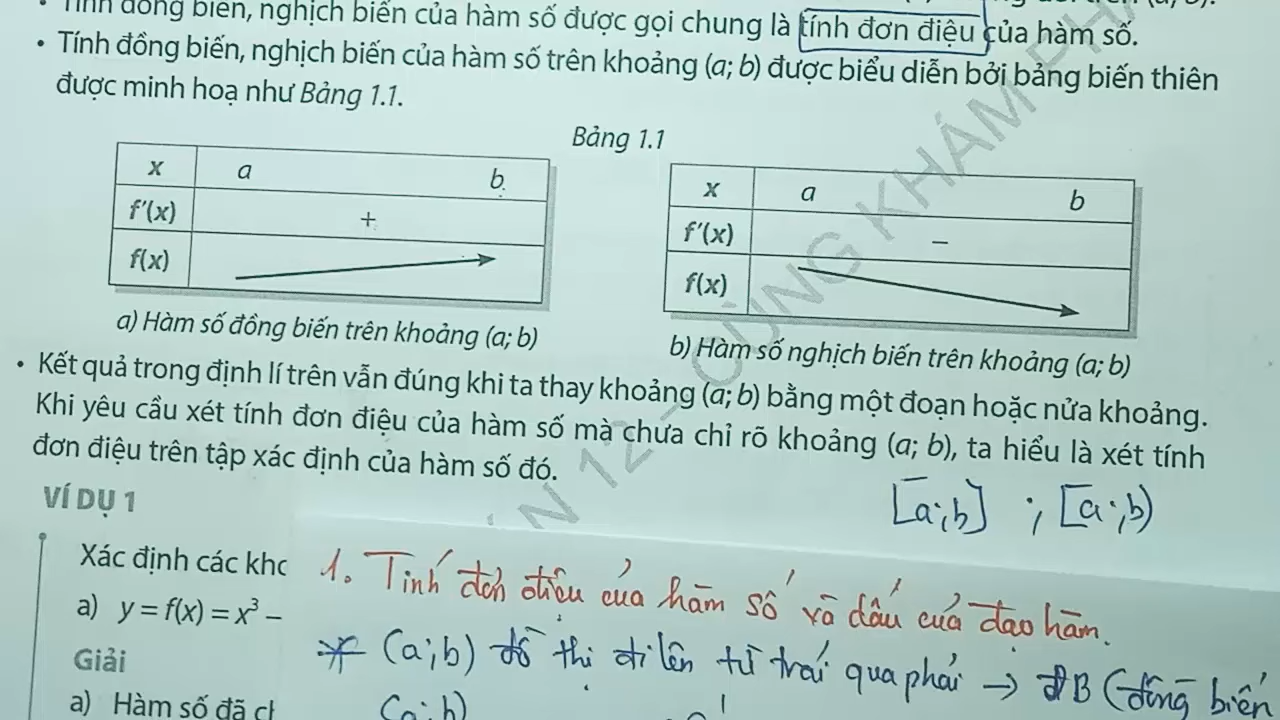 • Tính đồng biến, nghịch biến của hàm số được gọi chung là tính đơn điệu của hàm số.
• Tính đồng biến, nghịch biến của hàm số trên khoảng (a; b) được biểu diễn bởi bảng biến thiên
được minh hoạ như Bảng 1.1.
Bảng 1.1
x a b
f'(x) +
f(x)
a) Hàm số đồng biến trên khoảng (a; b)
x a b
f'(x) −
f(x)
b) Hàm số nghịch biến trên khoảng (a; b)
• Kết quả trong định lí trên vẫn đúng khi ta thay khoảng (a; b) bằng một đoạn hoặc nửa khoảng.
Khi yêu cầu xét tính đơn điệu của hàm số mà chưa chỉ rõ khoảng (a; b), ta hiểu là xét tính
đơn điệu trên tập xác định của hàm số đó.
[a;b] ; [a;b)
VÍ DỤ 1
Xác định các
a) y = f(x) = x³ −
Giải
a) Hàm số đã
1. Tính đơn điệu của hàm số và dấu của đạo hàm.
* (a;b) đồ thị đi lên từ trái qua phải → ĐB (đồng biến
(a;b)
12 – CÙNG KHÁM PHÁ